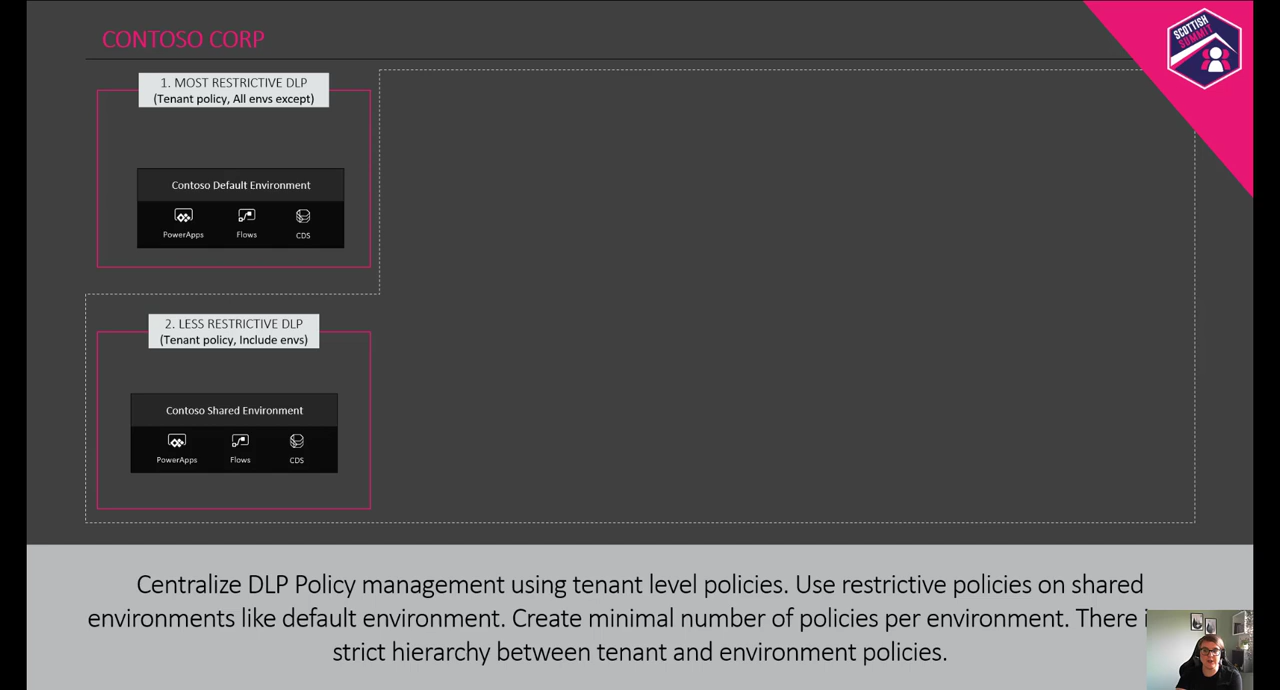 CONTOSO CORP
SCOTTISH
SUMMIT
1. MOST RESTRICTIVE DLP
(Tenant policy, All envs except)
Contoso Default Environment
PowerApps Flows CDS
2. LESS RESTRICTIVE DLP
(Tenant policy, Include envs)
Contoso Shared Environment
PowerApps Flows CDS
Centralize DLP Policy management using tenant level policies. Use restrictive policies on shared
environments like default environment. Create minimal number of policies per environment. There
strict hierarchy between tenant and environment policies.